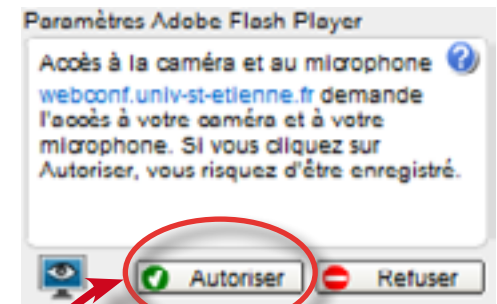 Paramètres Adobe Flash Player
Accès à la caméra et au microphone
webconf.univ-st-etienne.fr demande
l'accès à votre caméra et à votre
microphone. Si vous cliquez sur
Autoriser, vous risquez d'être enregistré.
Autoriser
Refuser